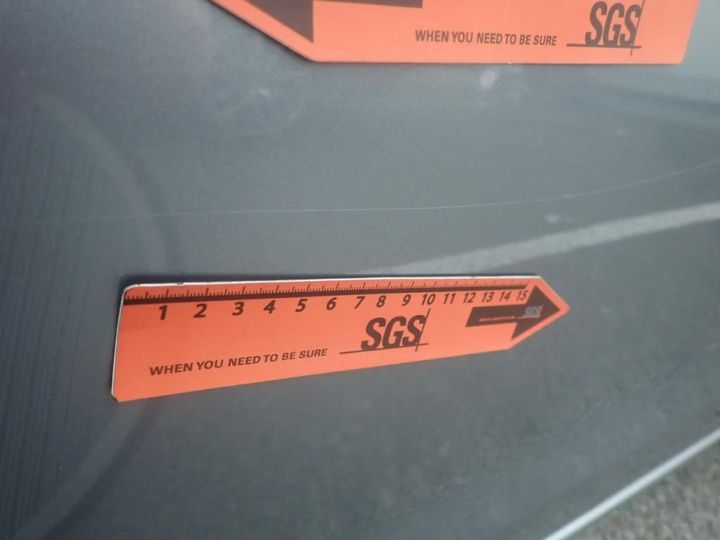 WHEN YOU NEED TO BE SURE SGS
1 2 3 4 5 6 7 8 9 10 11 12 13 14 15
WHEN YOU NEED TO BE SURE SGS
SGS